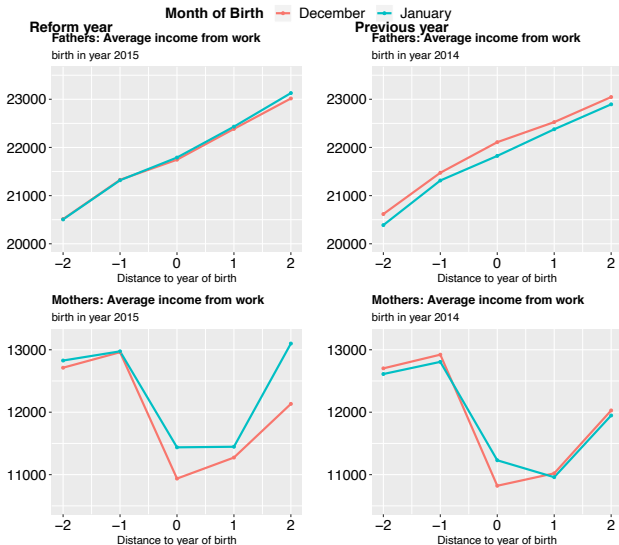 Month of Birth December January
Reform year
Previous year
Fathers: Average income from work
birth in year 2015
23000
22000
21000
20000
−2 −1 0 1 2
Distance to year of birth
Fathers: Average income from work
birth in year 2014
23000
22000
21000
20000
−2 −1 0 1 2
Distance to year of birth
Mothers: Average income from work
birth in year 2015
13000
12000
11000
−2 −1 0 1 2
Distance to year of birth
Mothers: Average income from work
birth in year 2014
13000
12000
11000
−2 −1 0 1 2
Distance to year of birth